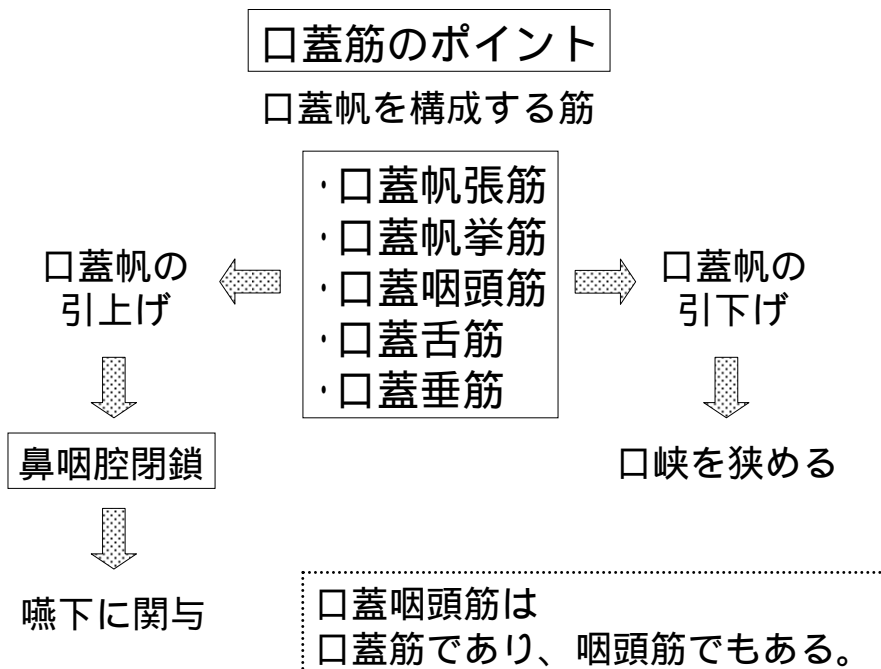 口蓋筋のポイント
口蓋帆を構成する筋
・口蓋帆張筋
・口蓋帆挙筋
・口蓋咽頭筋
・口蓋舌筋
・口蓋垂筋
口蓋帆の
引上げ
鼻咽腔閉鎖
嚥下に関与
口蓋帆の
引下げ
口峡を狭める
口蓋咽頭筋は
口蓋筋であり、咽頭筋でもある。